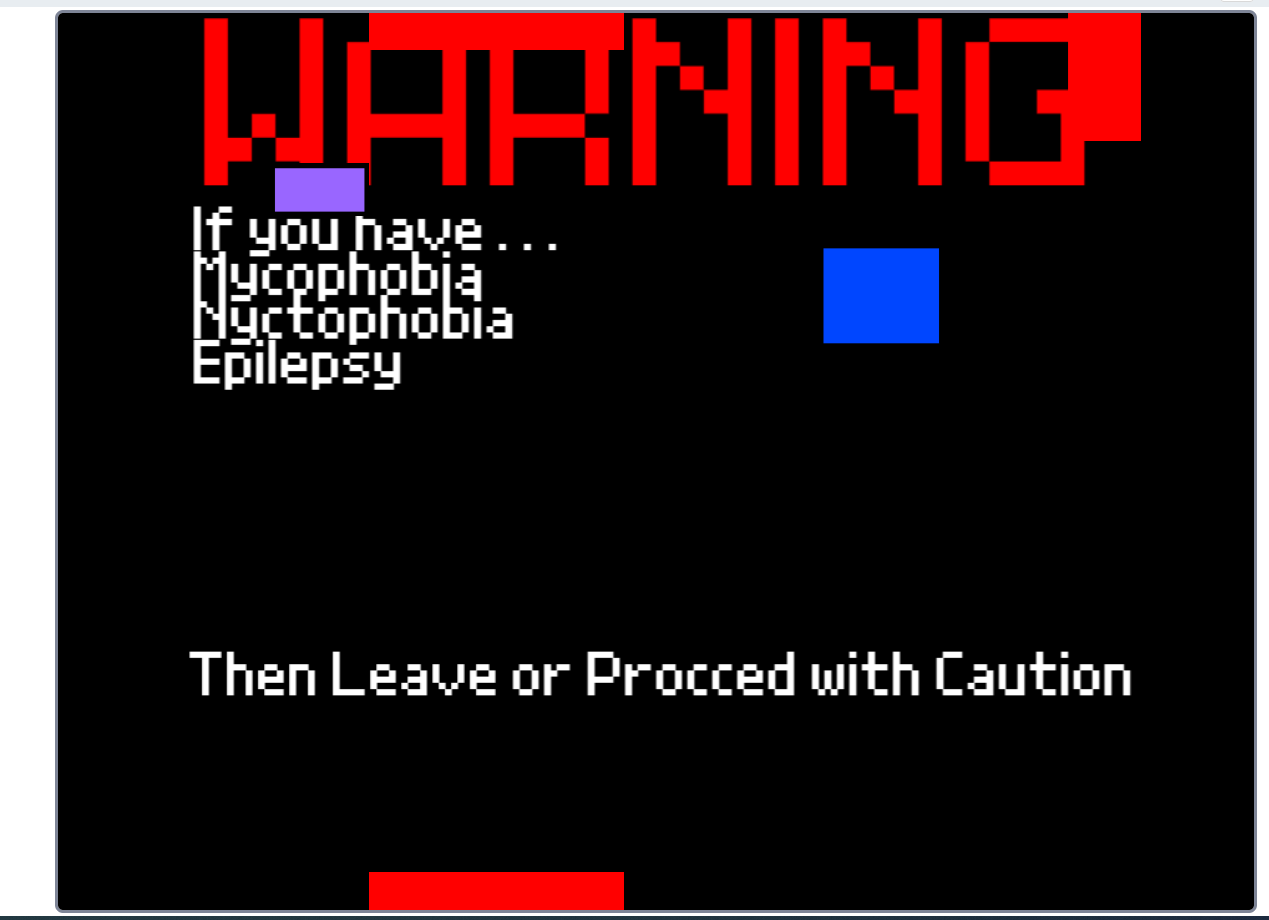 WARNING
If you have...
Mycophobia
Nyctophobia
Epilepsy
Then Leave or Procced with Caution